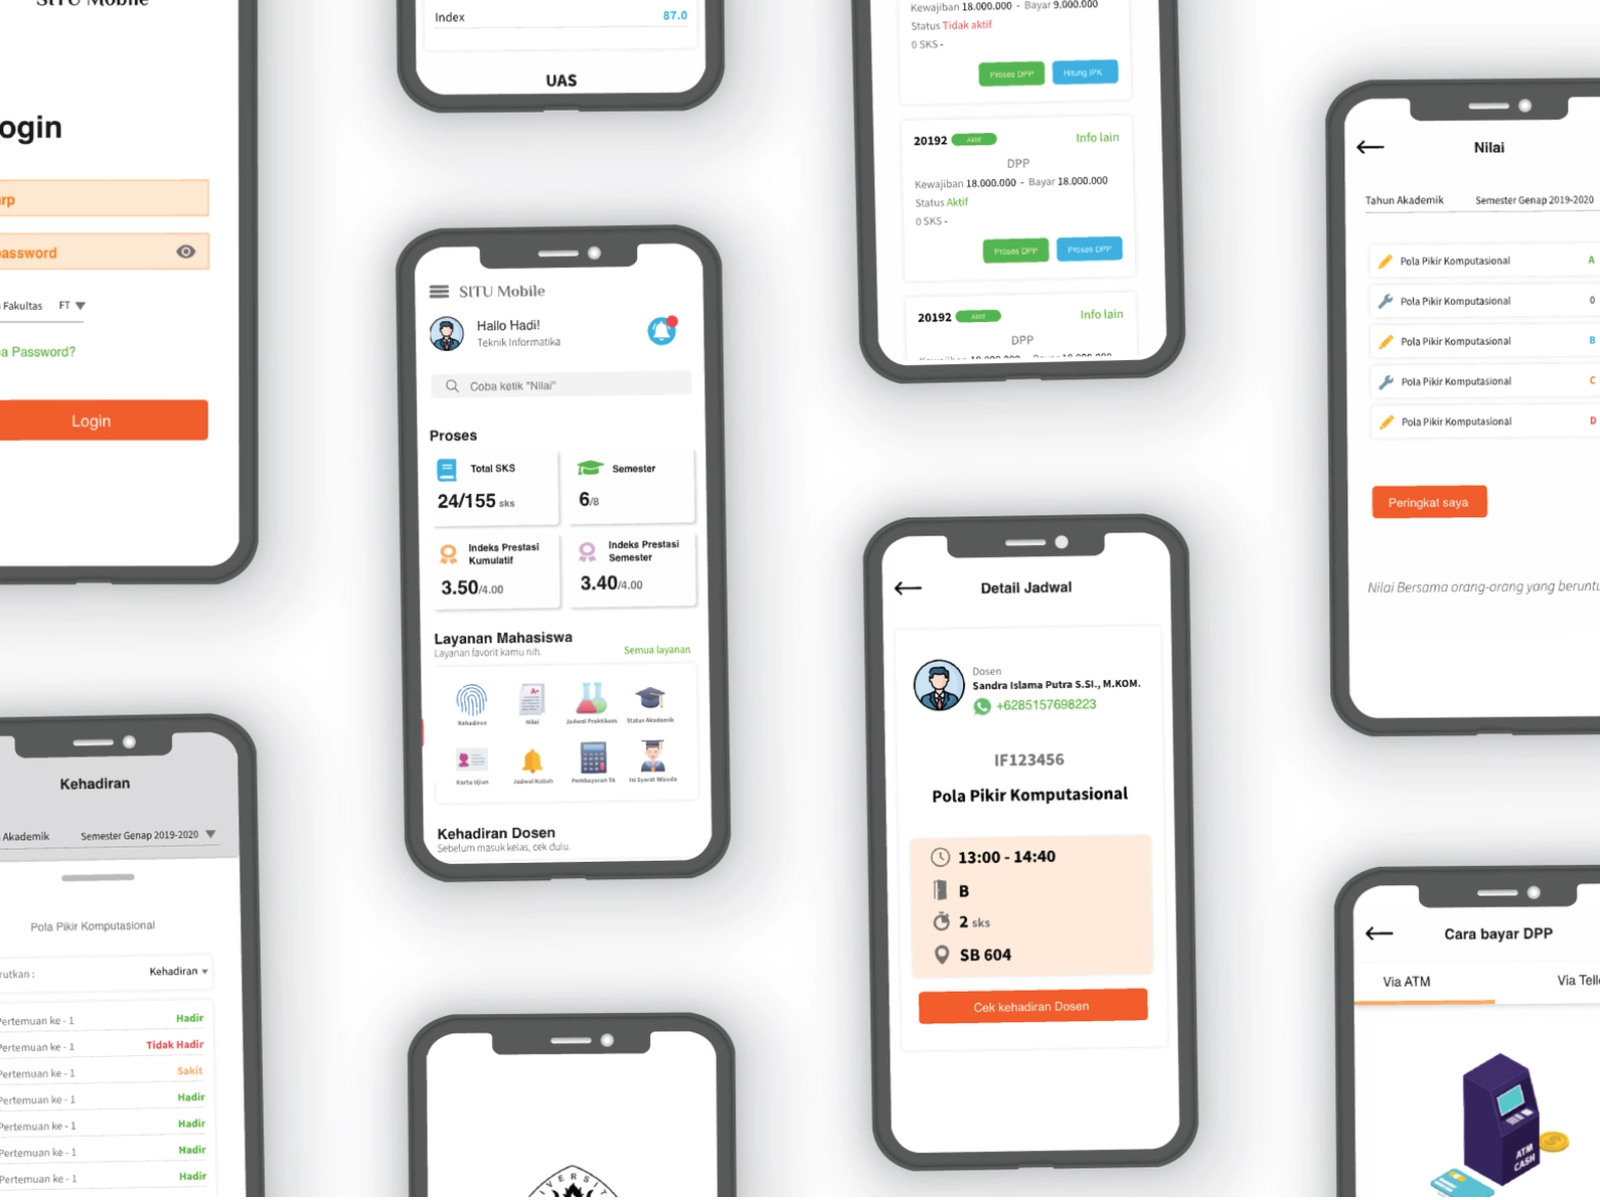 SITU Mobile
ogin
rp
assword
Fakultas FT
a Password?
Login
Kehadiran
Akademik Semester Genap 2019-2020
Pola Pikir Komputasional
rutkan : Kehadiran
Pertemuan ke - 1 Hadir
Pertemuan ke - 1 Tidak Hadir
Pertemuan ke - 1 Sakit
Pertemuan ke - 1 Hadir
Pertemuan ke - 1 Hadir
Pertemuan ke - 1 Hadir
Pertemuan ke - 1 Hadir
Index 87.0
UAS
SITU Mobile
Hallo Hadi!
Teknik Informatika
Coba ketik "Nilai"
Proses
Total SKS
24/155 sks
Semester
6/8
Indeks Prestasi
Kumulatif
3.50/4.00
Indeks Prestasi
Semester
3.40/4.00
Layanan Mahasiswa
Layanan favorit kamu nih.
Semua layanan
Kehadiran Nilai Jadwal Praktikum Status Akademik
Kartu Ujian Jadwal Kuliah Pembayaran TA Isi Syarat Wisuda
Kehadiran Dosen
Sebelum masuk kelas, cek dulu.
IVERSIT
Kewajiban 18.000.000 - Bayar 9.000.000
Status Tidak aktif
0 SKS -
Proses DPP Hitung IPK
20192 Aktif Info lain
DPP
Kewajiban 18.000.000 - Bayar 18.000.000
Status Aktif
0 SKS -
Proses DPP Proses DPP
20192 Aktif Info lain
DPP
Kewajiban 18.000.000 - Bayar 18.000.000
Detail Jadwal
Dosen
Sandra Islama Putra S.SI., M.KOM.
+6285157698223
IF123456
Pola Pikir Komputasional
13:00 - 14:40
B
2 sks
SB 604
Cek kehadiran Dosen
Nilai
Tahun Akademik Semester Genap 2019-2020
Pola Pikir Komputasional A
Pola Pikir Komputasional 0
Pola Pikir Komputasional B
Pola Pikir Komputasional C
Pola Pikir Komputasional D
Peringkat saya
Nilai Bersama orang-orang yang beruntu
Cara bayar DPP
Via ATM Via Telle
ATM
CASH